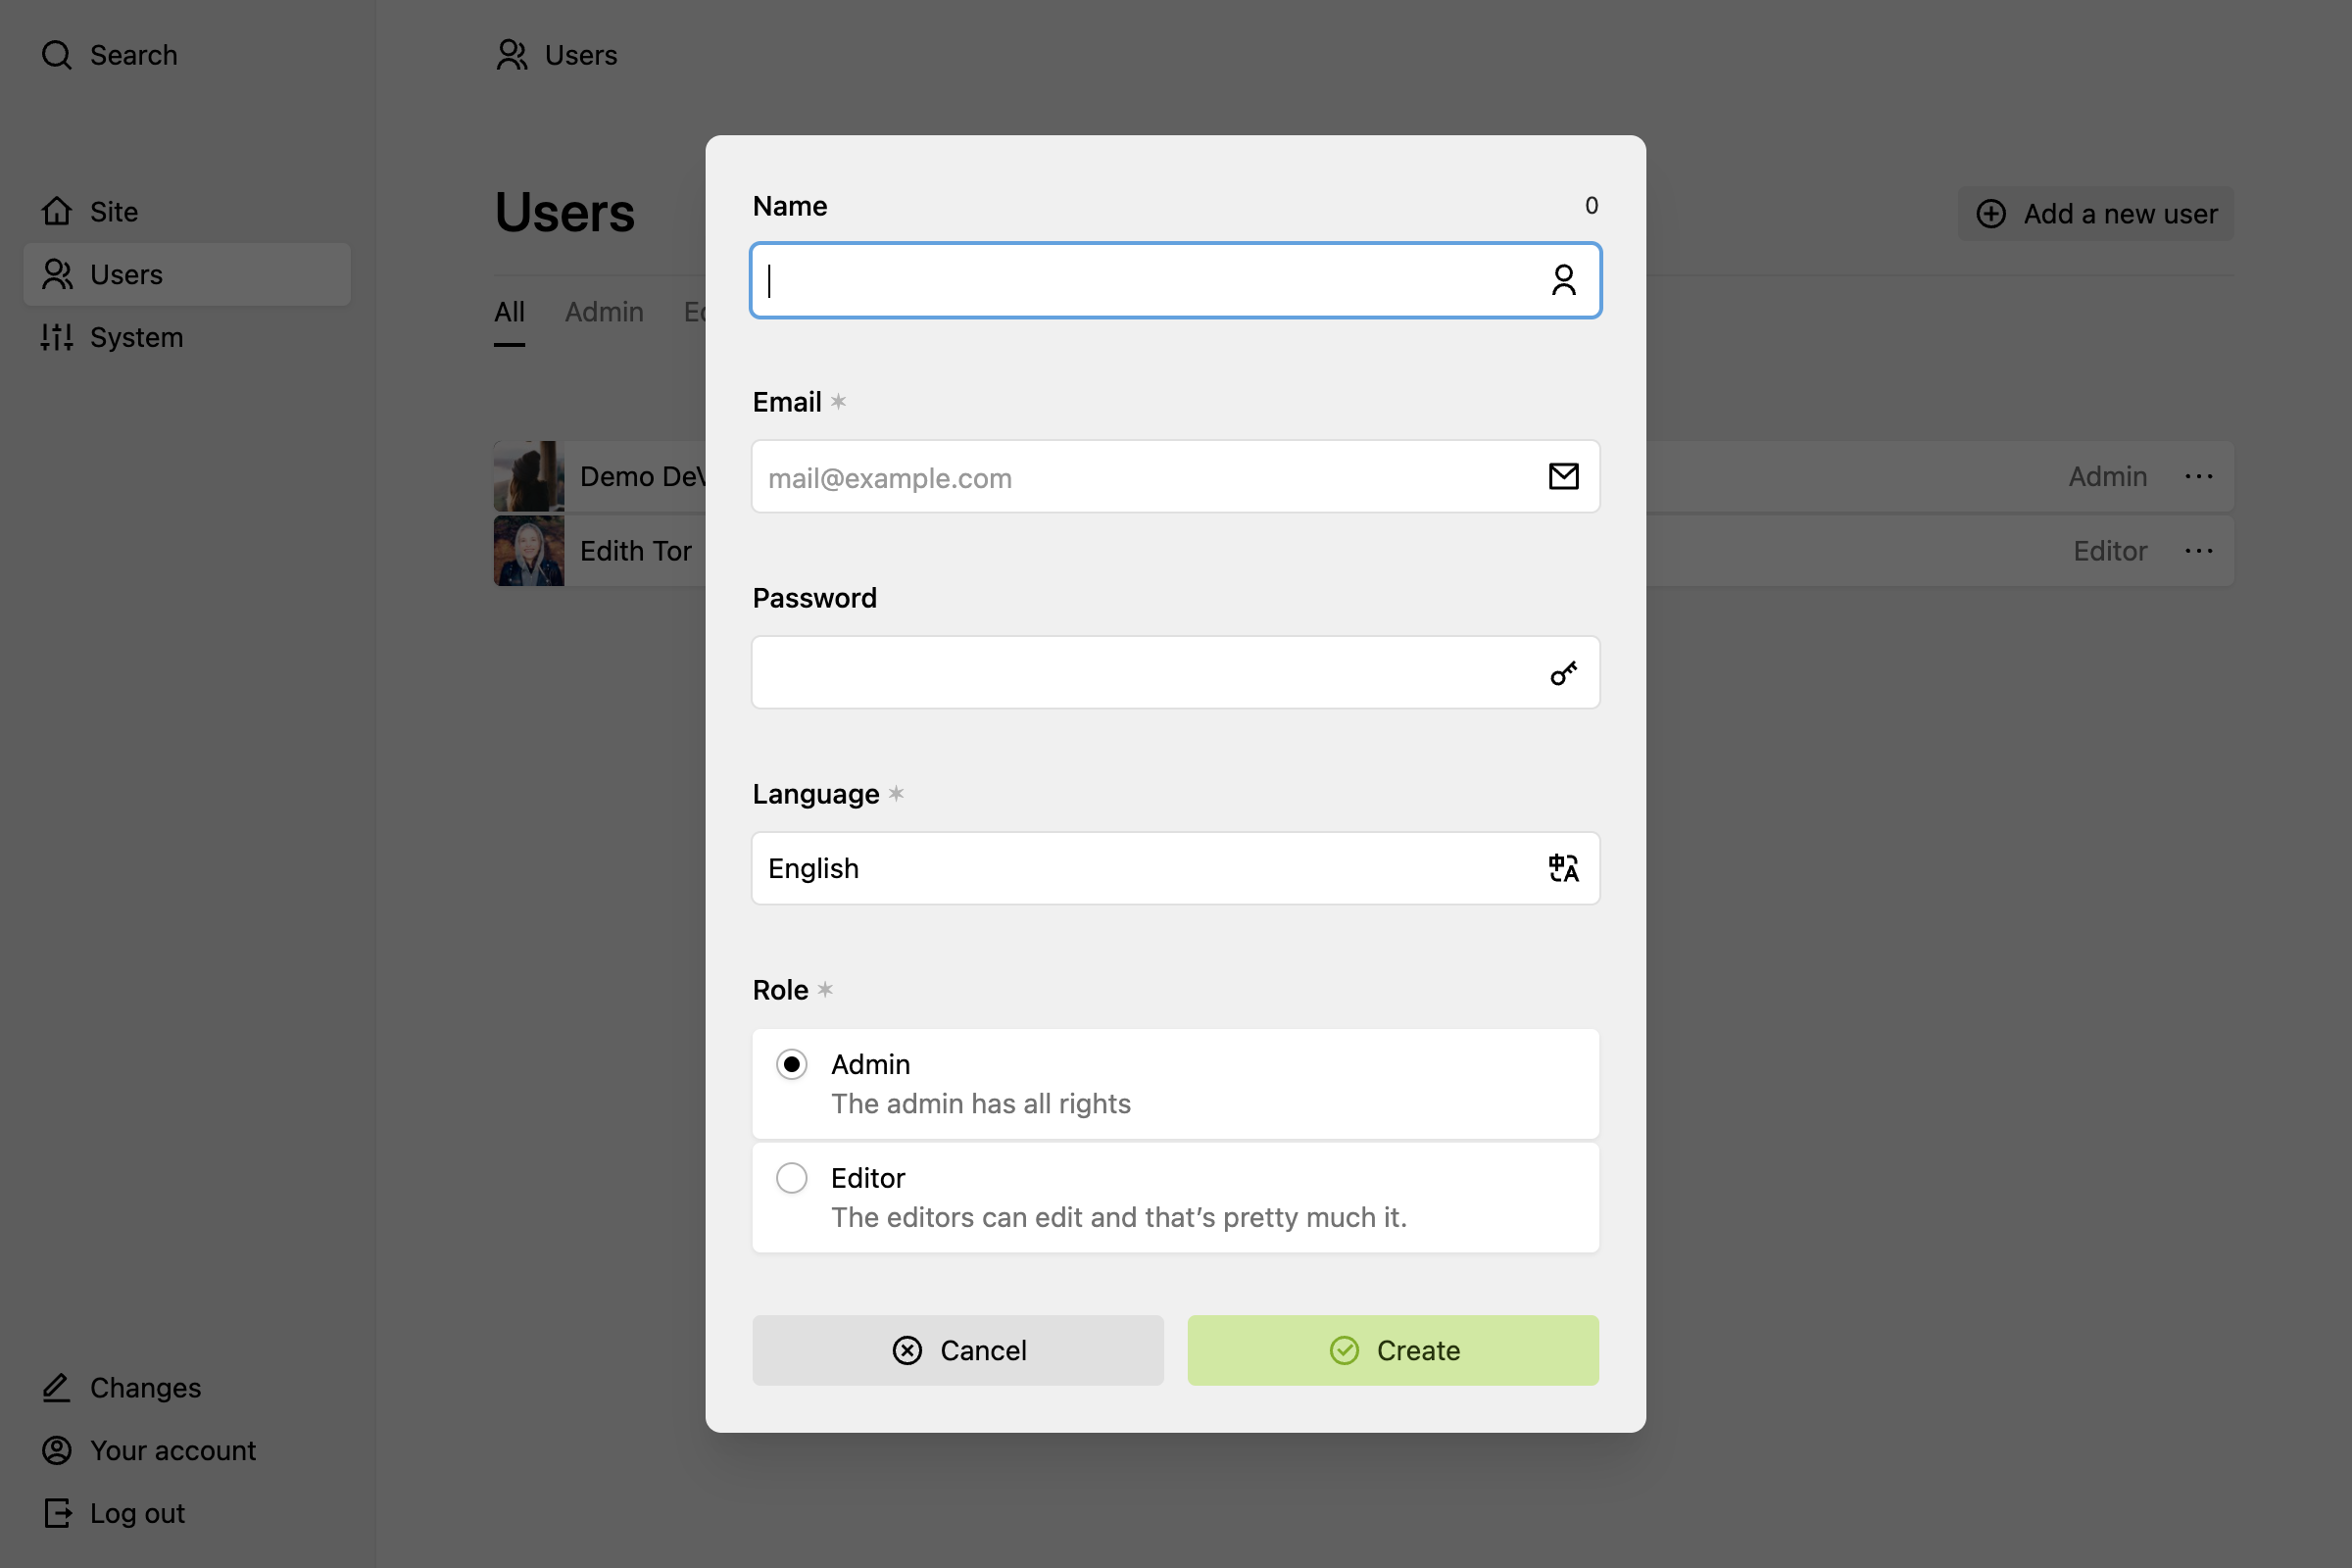 Search
Users
Site
Users
System
Users
Add a new user
All Admin
Demo
Admin
Edith Tor
Editor
Name
0
Email *
mail@example.com
Password
Language *
English
Role *
Admin
The admin has all rights
Editor
The editors can edit and that’s pretty much it.
Cancel
Create
Changes
Your account
Log out